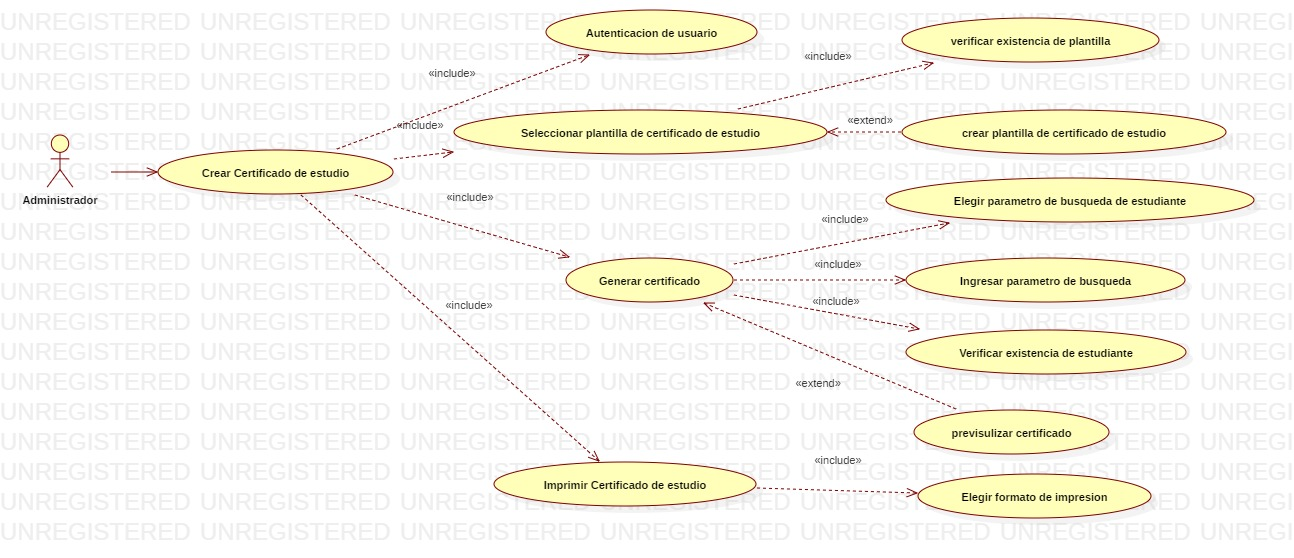 Autenticacion de usuario
verificar existencia de plantilla
«include»
«include»
«include»
Seleccionar plantilla de certificado de estudio
«extend»
crear plantilla de certificado de estudio
Crear Certificado de estudio
Administrador
«include»
Elegir parametro de busqueda de estudiante
«include»
Generar certificado
«include»
Ingresar parametro de busqueda
«include»
«include»
Verificar existencia de estudiante
«extend»
previsulizar certificado
«include»
Imprimir Certificado de estudio
Elegir formato de impresion
UNREGISTERED UNREGISTERED UNREGISTERED UNREGISTERED UNREGISTERED UNREGISTERED UNREGI